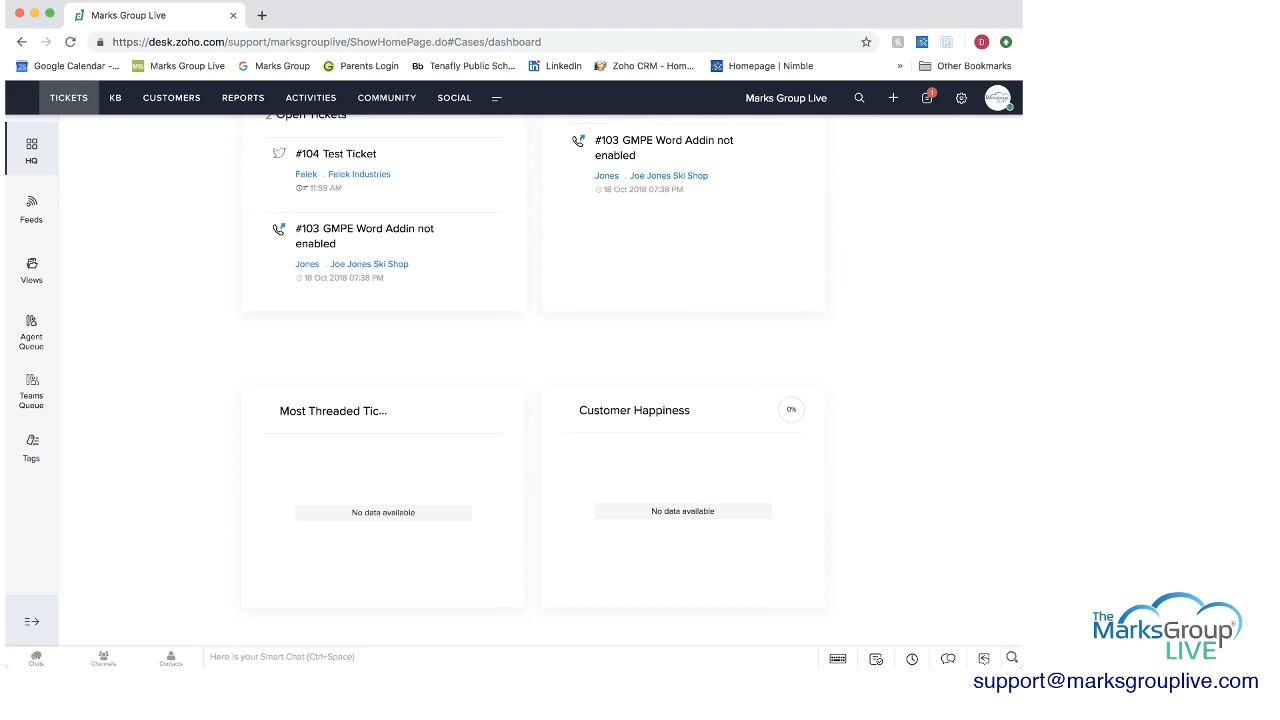 Marks Group Live
https://desk.zoho.com/support/marksgrouplive/ShowHomePage.do#Cases/dashboard
D
25 Google Calendar -... Marks Group Live Marks Group Parents Login Bb Tenafly Public Sch... LinkedIn Zoho CRM - Hom... Homepage | Nimble » Other Bookmarks
TICKETS KB CUSTOMERS REPORTS ACTIVITIES COMMUNITY SOCIAL Marks Group Live 1
HQ
Feeds
Views
Agent
Queue
Teams
Queue
Tags
2 Open Tickets
#104 Test Ticket
Falek . Falek Industries
11:59 AM
#103 GMPE Word Addin not
enabled
Jones . Joe Jones Ski Shop
18 Oct 2018 07:38 PM
#103 GMPE Word Addin not
enabled
Jones . Joe Jones Ski Shop
18 Oct 2018 07:38 PM
Most Threaded Tic...
No data available
Customer Happiness 0%
No data available
Chats Channels Contacts Here is your Smart Chat (Ctrl+Space)
The
MarksGroup®
LIVE
support@marksgrouplive.com